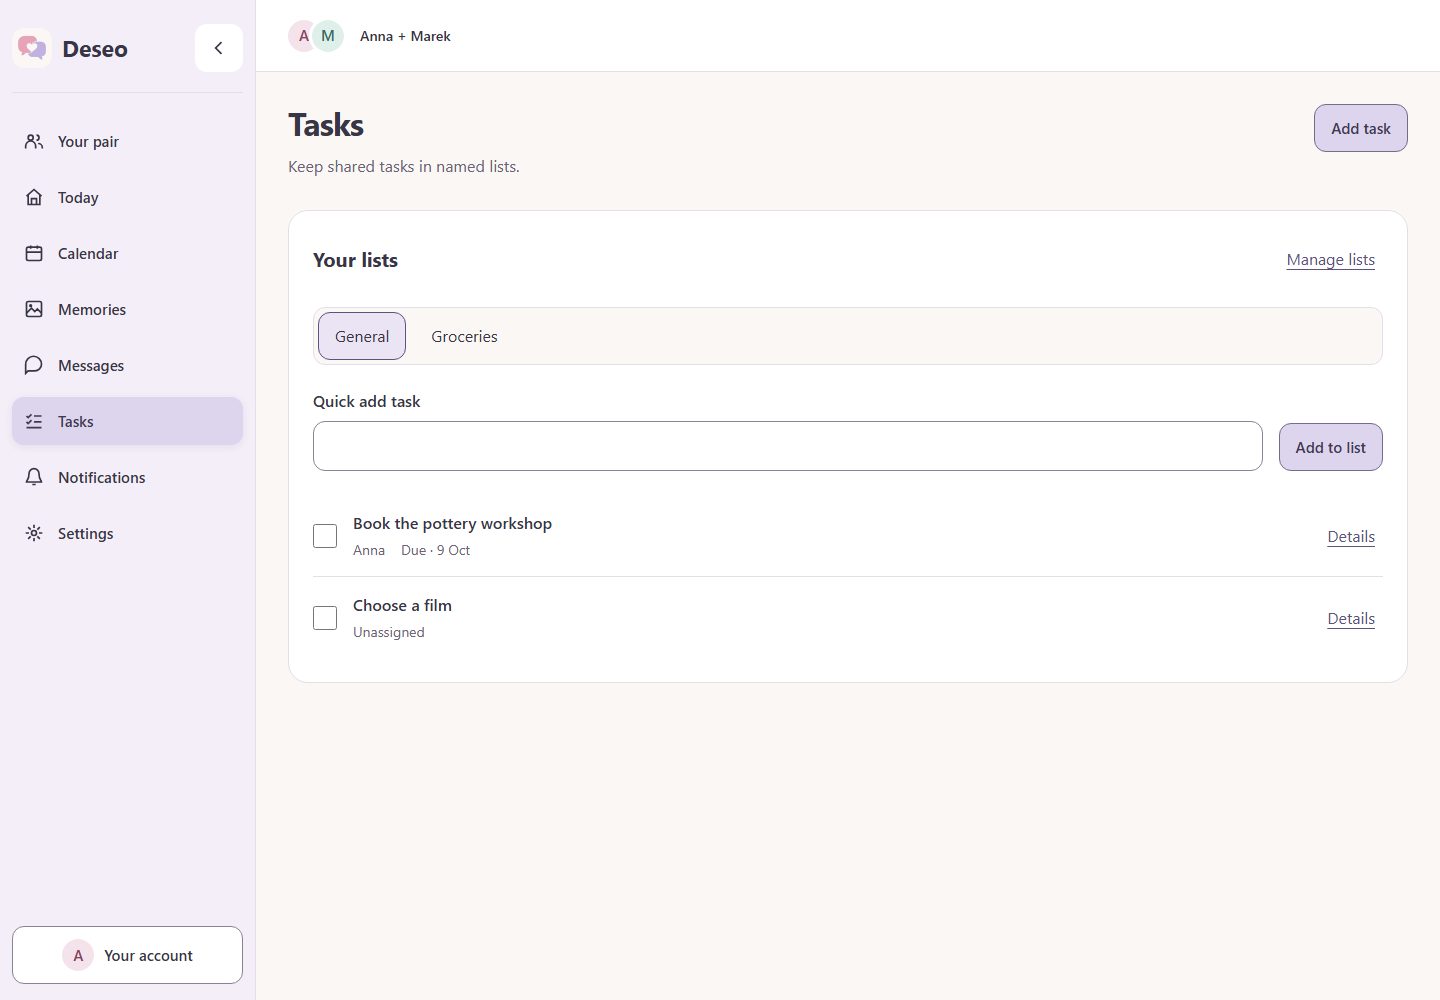 Deseo
Your pair
Today
Calendar
Memories
Messages
Tasks
Notifications
Settings
A Your account
A M Anna + Marek
Tasks
Add task
Keep shared tasks in named lists.
Your lists
Manage lists
General Groceries
Quick add task
Add to list
Book the pottery workshop
Anna Due · 9 Oct
Details
Choose a film
Unassigned
Details